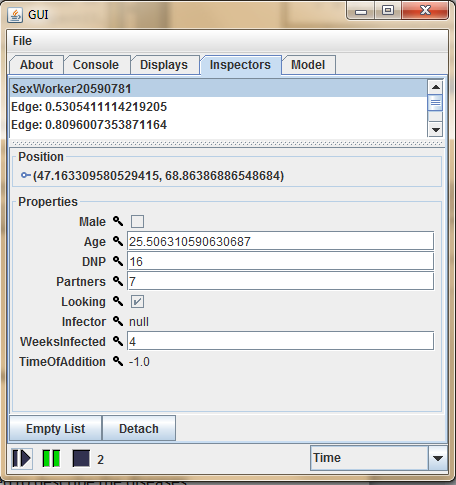 GUI
File
About Console Displays Inspectors Model
SexWorker20590781
Edge: 0.5305411114219205
Edge: 0.8096007353871164
Position
(47.163309580529415, 68.86386886548684)
Properties
Male
Age 25.506310590630687
DNP 16
Partners 7
Looking
Infector null
WeeksInfected 4
TimeOfAddition -1.0
Empty List Detach
2 Time